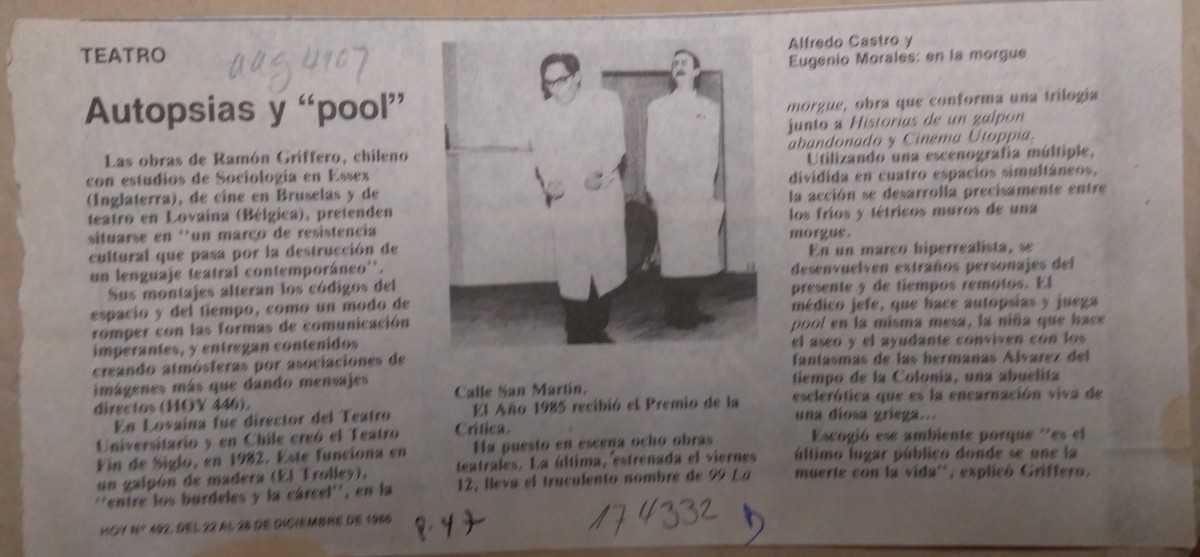 TEATRO
aag 4907
Autopsias y "pool"
Las obras de Ramón Griffero, chileno
con estudios de Sociología en Essex
(Inglaterra), de cine en Bruselas y de
teatro en Lovaina (Bélgica), pretenden
situarse en "un marco de resistencia
cultural que pasa por la destrucción de
un lenguaje teatral contemporáneo".
Sus montajes alteran los códigos del
espacio y del tiempo, como un modo de
romper con las formas de comunicación
imperantes, y entregan contenidos
creando atmósferas por asociaciones de
imágenes más que dando mensajes
directos (HOY 446).
En Lovaina fue director del Teatro
Universitario y en Chile creó el Teatro
Fin de Siglo, en 1982. Este funciona en
un galpón de madera (El Trolley),
"entre los burdeles y la cárcel", en la
Calle San Martín.
El Año 1985 recibió el Premio de la
Crítica.
Ha puesto en escena ocho obras
teatrales. La última, estrenada el viernes
12, lleva el truculento nombre de 99 La
Alfredo Castro y
Eugenio Morales: en la morgue
morgue, obra que conforma una trilogía
junto a Historias de un galpon
abandonado y Cinema Utoppia.
Utilizando una escenografía múltiple,
dividida en cuatro espacios simultáneos,
la acción se desarrolla precisamente entre
los fríos y tétricos muros de una
morgue.
En un marco hiperrealista, se
desenvuelven extraños personajes del
presente y de tiempos remotos. El
médico jefe, que hace autopsias y juega
pool en la misma mesa, la niña que hace
el aseo y el ayudante conviven con los
fantasmas de las hermanas Alvarez del
tiempo de la Colonia, una abuelita
esclerótica que es la encarnación viva de
una diosa griega...
Escogió ese ambiente porque "es el
último lugar público donde se une la
muerte con la vida", explicó Griffero.
HOY Nº 492, DEL 22 AL 28 DE DICIEMBRE DE 1986
p. 47
174332